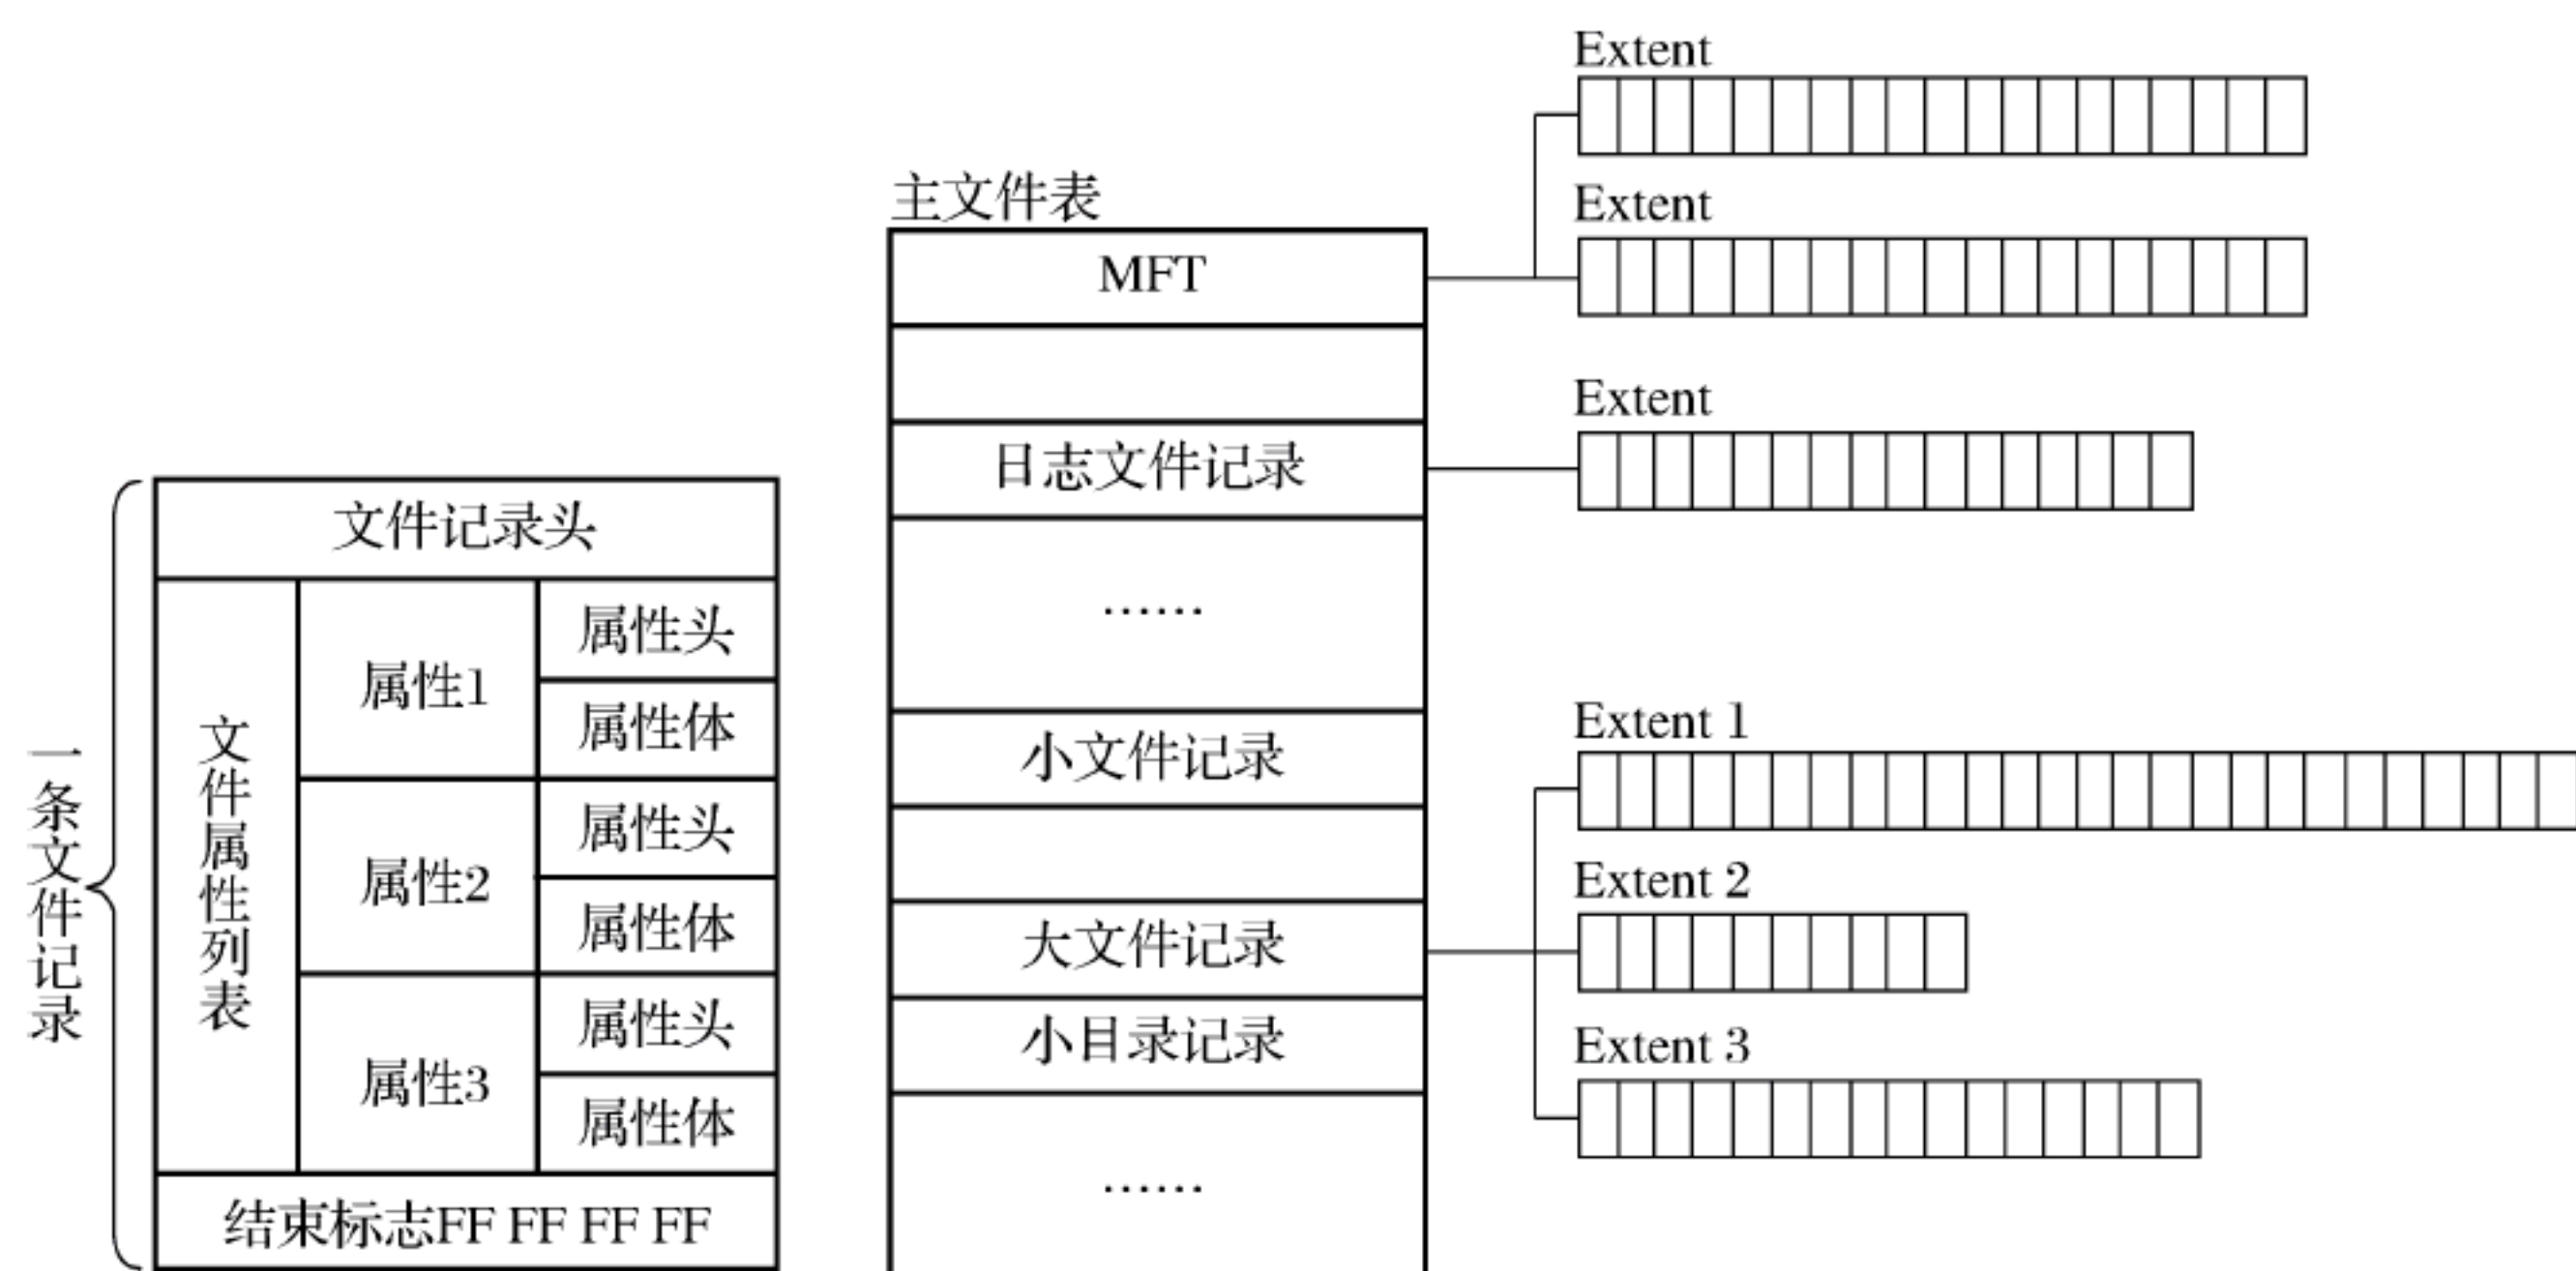 一条文件记录
文件记录头
文件属性列表
属性1
属性头
属性体
属性2
属性头
属性体
属性3
属性头
属性体
结束标志FF FF FF FF
主文件表
MFT
日志文件记录
……
小文件记录
大文件记录
小目录记录
……
Extent
Extent
Extent
Extent 1
Extent 2
Extent 3